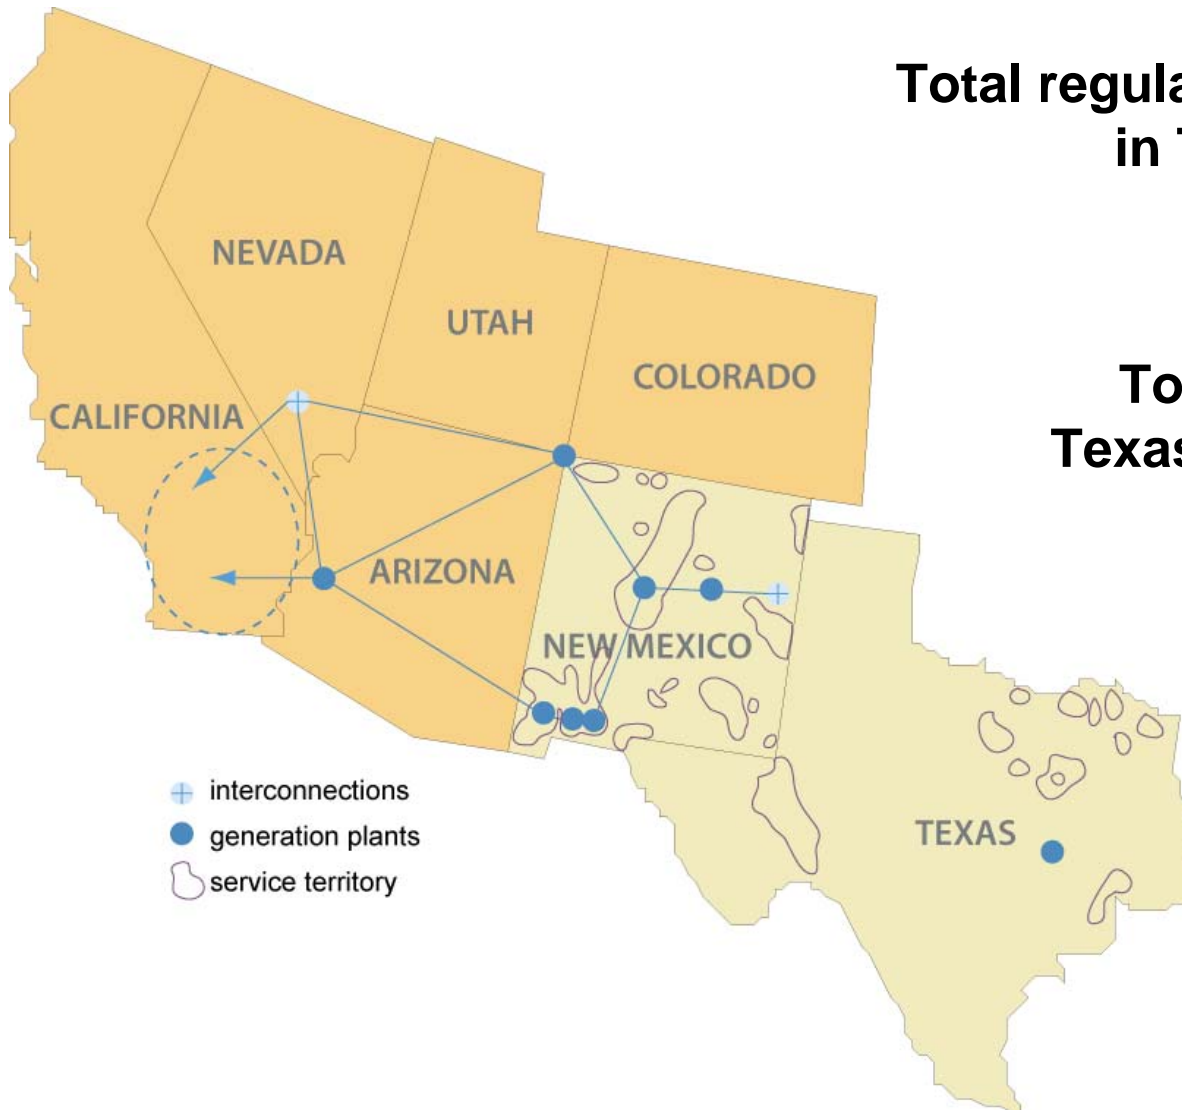 Total regula
in T
NEVADA
UTAH
COLORADO
To
Texas
CALIFORNIA
ARIZONA
NEW MEXICO
interconnections
generation plants
service territory
TEXAS